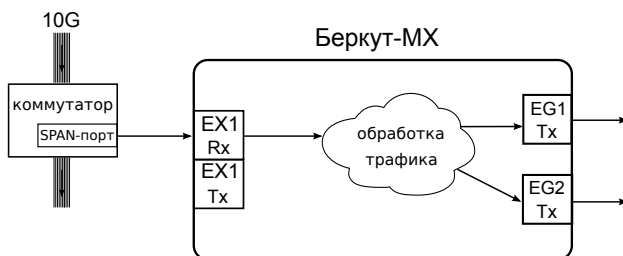 10G
Беркут-MX
коммутатор
SPAN-порт
EX1
Rx
EX1
Tx
обработка
трафика
EG1
Tx
EG2
Tx